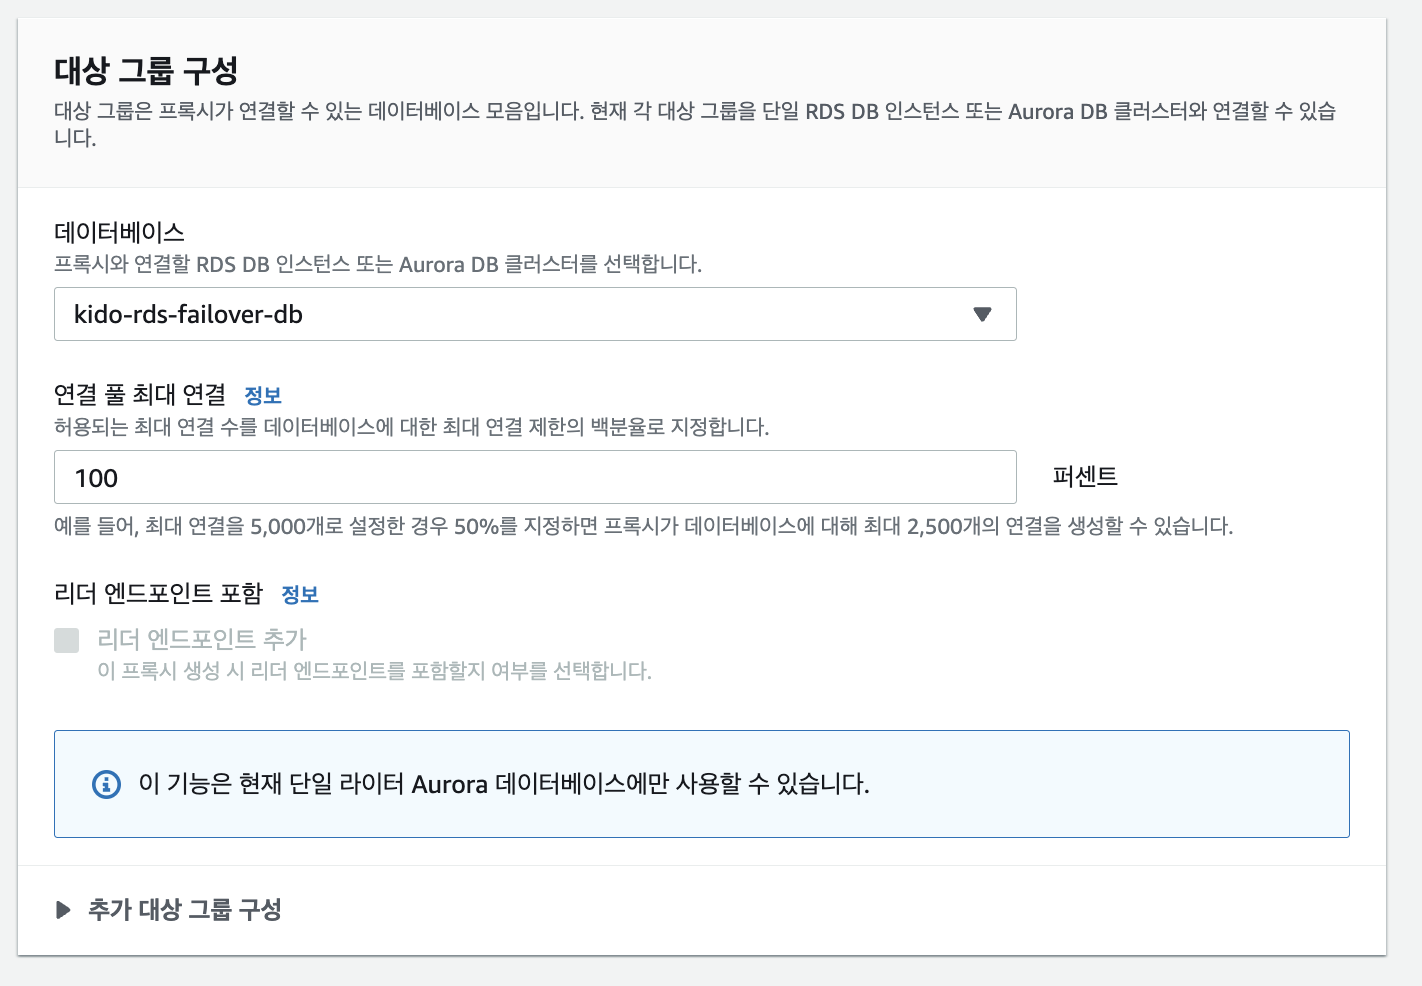 대상 그룹 구성
대상 그룹은 프록시가 연결할 수 있는 데이터베이스 모음입니다. 현재 각 대상 그룹을 단일 RDS DB 인스턴스 또는 Aurora DB 클러스터와 연결할 수 있습
니다.
데이터베이스
프록시와 연결할 RDS DB 인스턴스 또는 Aurora DB 클러스터를 선택합니다.
kido-rds-failover-db
연결 풀 최대 연결 정보
허용되는 최대 연결 수를 데이터베이스에 대한 최대 연결 제한의 백분율로 지정합니다.
100 퍼센트
예를 들어, 최대 연결을 5,000개로 설정한 경우 50%를 지정하면 프록시가 데이터베이스에 대해 최대 2,500개의 연결을 생성할 수 있습니다.
리더 엔드포인트 포함 정보
리더 엔드포인트 추가
이 프록시 생성 시 리더 엔드포인트를 포함할지 여부를 선택합니다.
이 기능은 현재 단일 라이터 Aurora 데이터베이스에만 사용할 수 있습니다.
추가 대상 그룹 구성